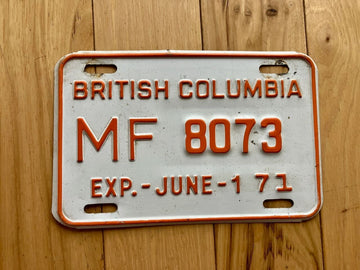 BRITISH COLUMBIA
MF 8073
EXP.-JUNE-1 71